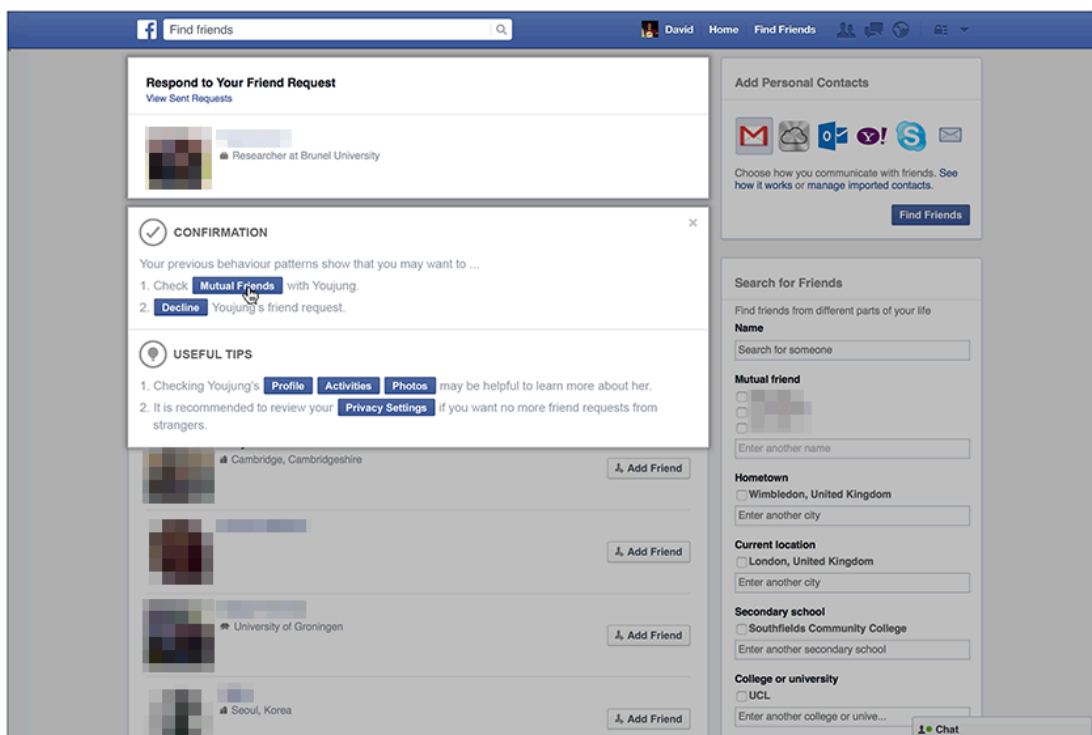 Find friends
David Home Find Friends
Respond to Your Friend Request
View Sent Requests
Researcher at Brunel University
CONFIRMATION
Your previous behaviour patterns show that you may want to ...
1. Check Mutual Friends with Youjung.
2. Decline Youjung's friend request.
USEFUL TIPS
1. Checking Youjung's Profile Activities Photos may be helpful to learn more about her.
2. It is recommended to review your Privacy Settings if you want no more friend requests from
strangers.
Cambridge, Cambridgeshire
Add Friend
Add Friend
University of Groningen
Add Friend
Seoul, Korea
Add Friend
Add Personal Contacts
Choose how you communicate with friends. See
how it works or manage imported contacts.
Find Friends
Search for Friends
Find friends from different parts of your life
Name
Search for someone
Mutual friend
Enter another name
Hometown
Wimbledon, United Kingdom
Enter another city
Current location
London, United Kingdom
Enter another city
Secondary school
Southfields Community College
Enter another secondary school
College or university
UCL
Enter another college or unive...
Chat